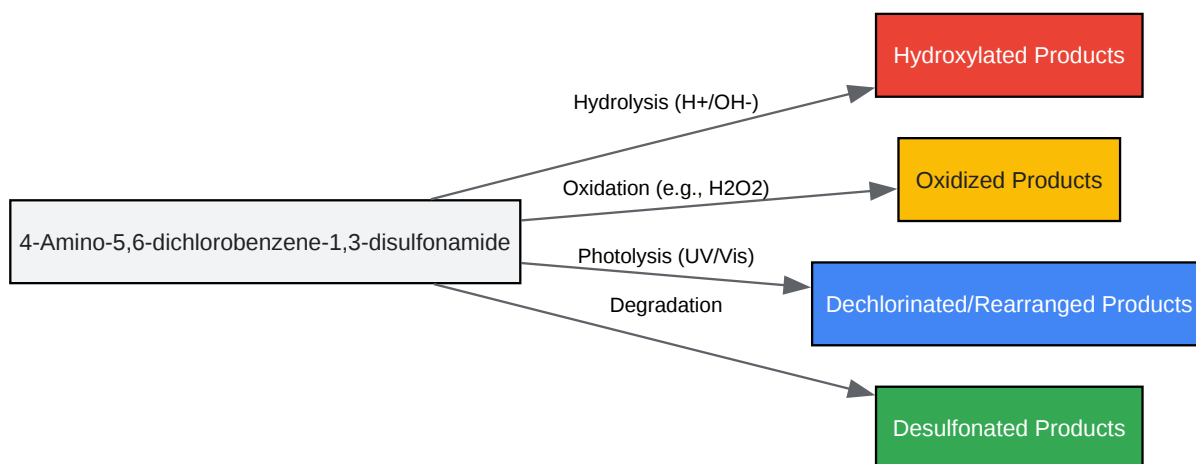 Hydroxylated Products
Hydrolysis (H+/OH-)
Oxidized Products
Oxidation (e.g., H2O2)
4-Amino-5,6-dichlorobenzene-1,3-disulfonamide
Photolysis (UV/Vis)
Dechlorinated/Rearranged Products
Degradation
Desulfonated Products